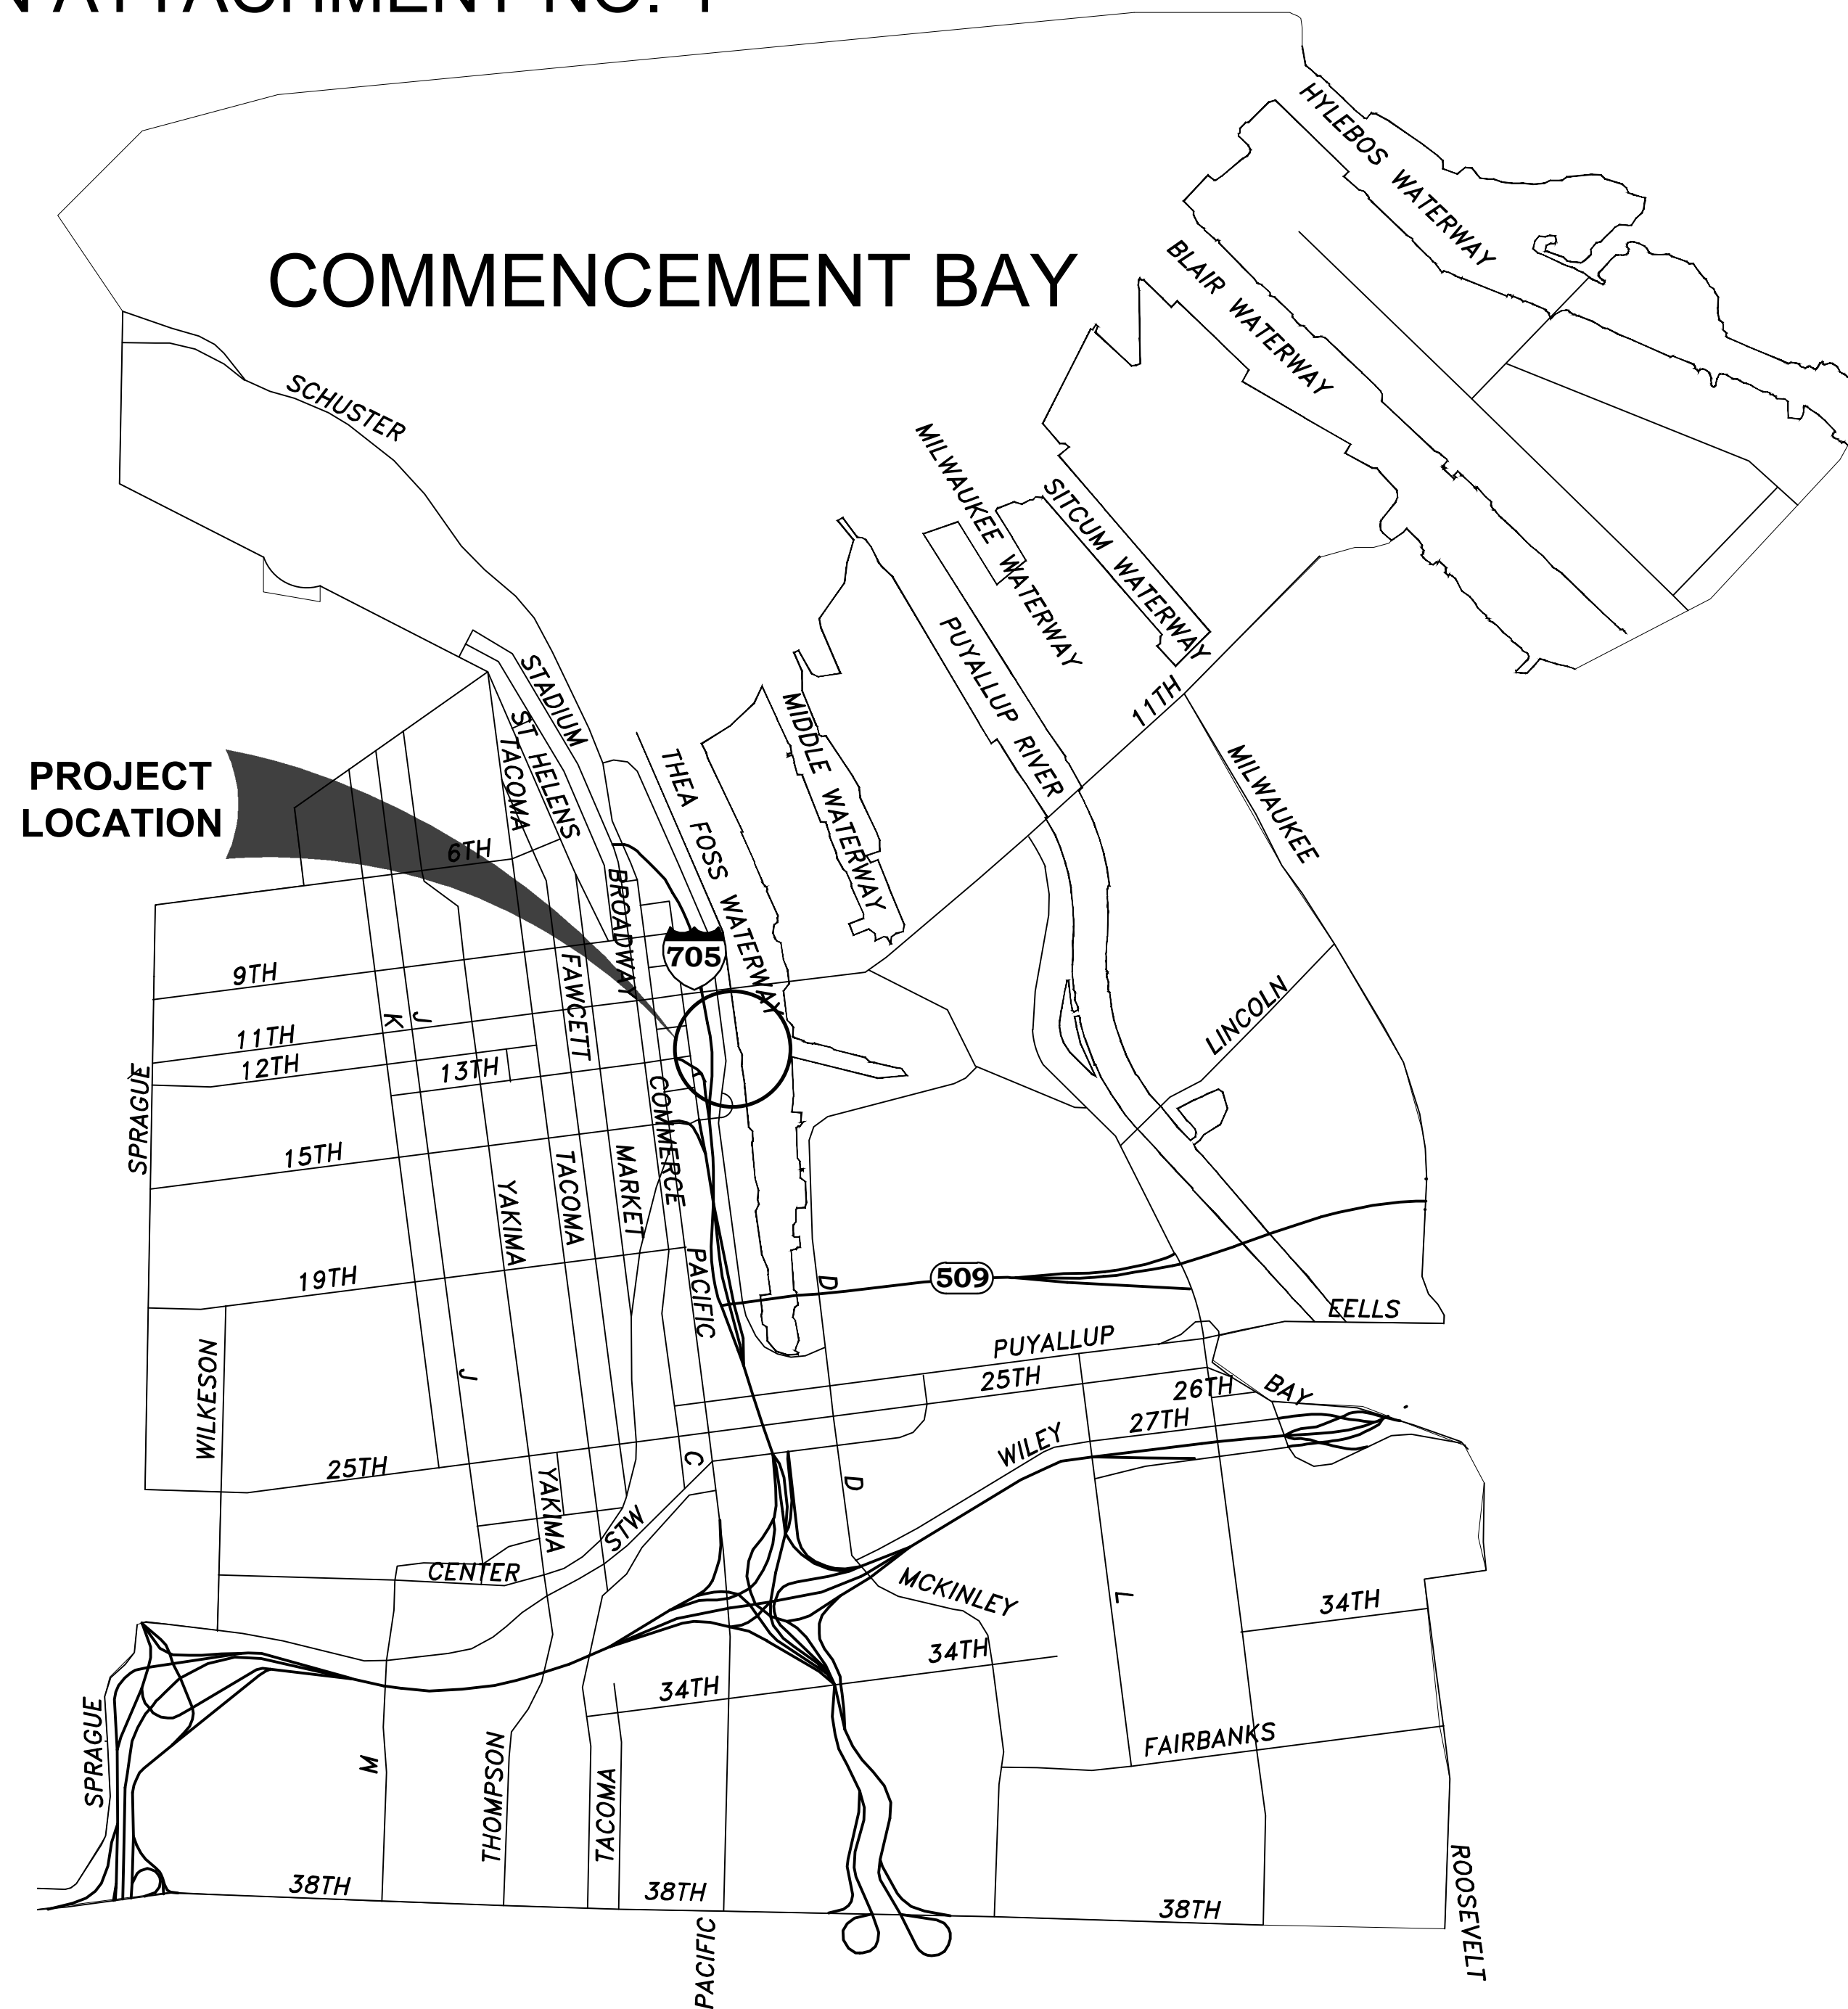 ATTACHMENT NO.
HYLEBOS WATERWAY
COMMENCEMENT BAY
BLAIR WATERWAY
SCHUSTER
MILWAUKEE WATERWAY
SITCUM WATERWAY
PUYALLUP RIVER
STADIUM
11TH
ST HELENS
TACOMA
THEA FOSS WATERWAY
MIDDLE WATERWAY
MILWAUKEE
PROJECT
LOCATION
6TH
BROADWAY
705
9TH
FAWCETT
LINCOLN
K
J
11TH
12TH
13TH
SPRAGUE
COMMERCE
15TH
YAKIMA
TACOMA
MARKET
PACIFIC
19TH
D
509
EELLS
WILKESON
J
PUYALLUP
25TH
26TH
BAY
27TH
WILEY
25TH
YAKIMA
C
D
STW
CENTER
MCKINLEY
L
34TH
34TH
34TH
SPRAGUE
M
THOMPSON
TACOMA
FAIRBANKS
38TH
38TH
38TH
PACIFIC
ROOSEVELT